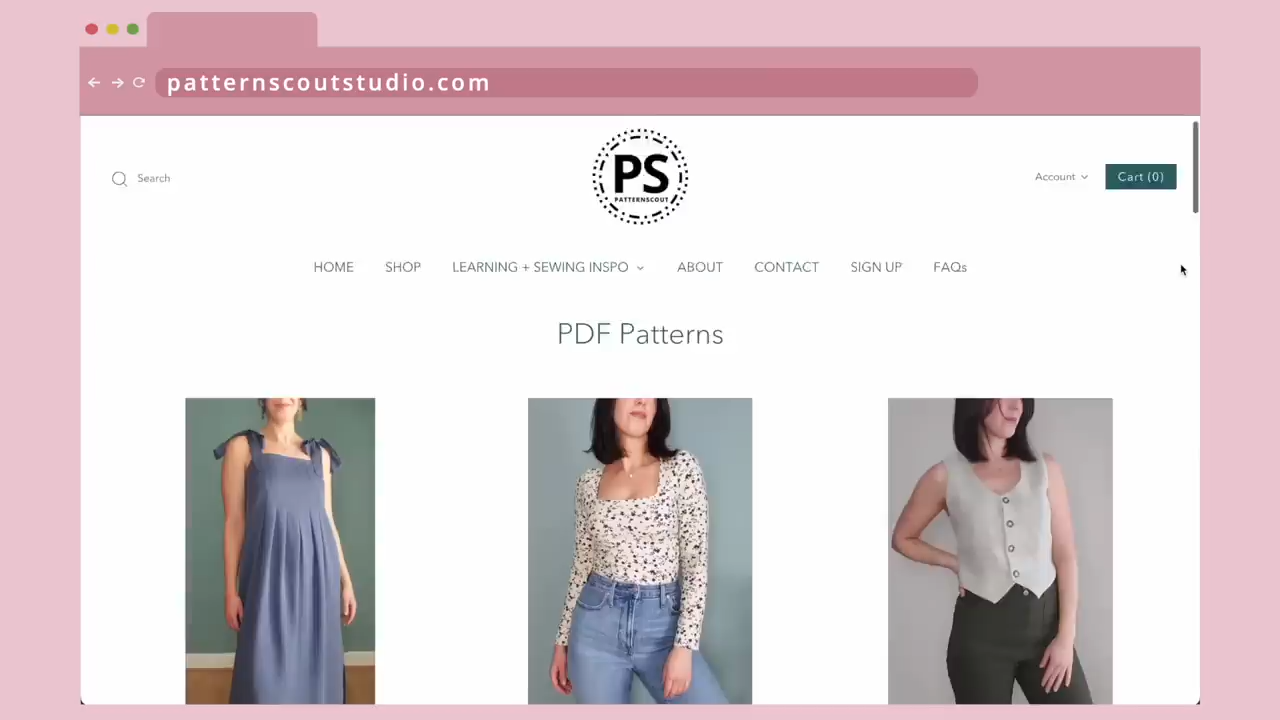 patternscoutstudio.com
Search
PS
PATTERNSCOUT
Account
Cart (0)
HOME SHOP LEARNING + SEWING INSPO ABOUT CONTACT SIGN UP FAQs
PDF Patterns